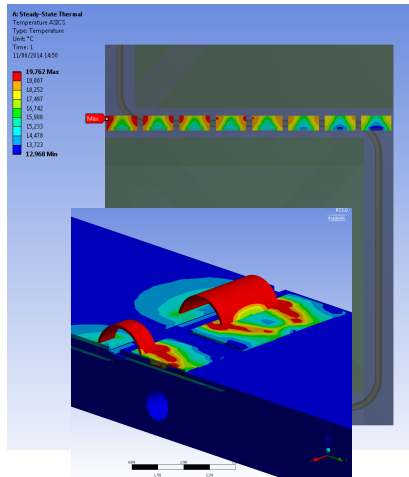 A: Steady-State Thermal
Temperature ASICS
Type: Temperature
Unit: °C
Time: 1
11/06/2014 14:50
19,762 Max
19,007
18,252
17,497
16,742
15,988
15,233
14,478
13,723
12,968 Min
Max